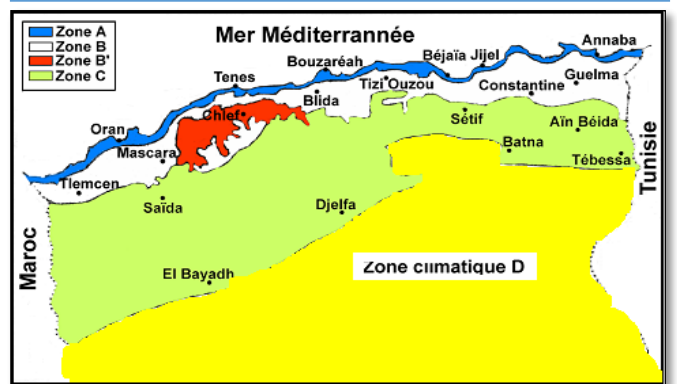 Zone A
Zone B
Zone B'
Zone C
Mer Méditerrannée
Annaba
Béjaïa Jijel
Bouzaréah
Guelma
Tenes
Tizi Ouzou
Constantine
Blida
Chlef
Sétif
Aïn Béida
Oran
Mascara
Batna
Tébessa
Tunisie
Tlemcen
Saïda
Djelfa
Maroc
El Bayadh
Zone climatique D